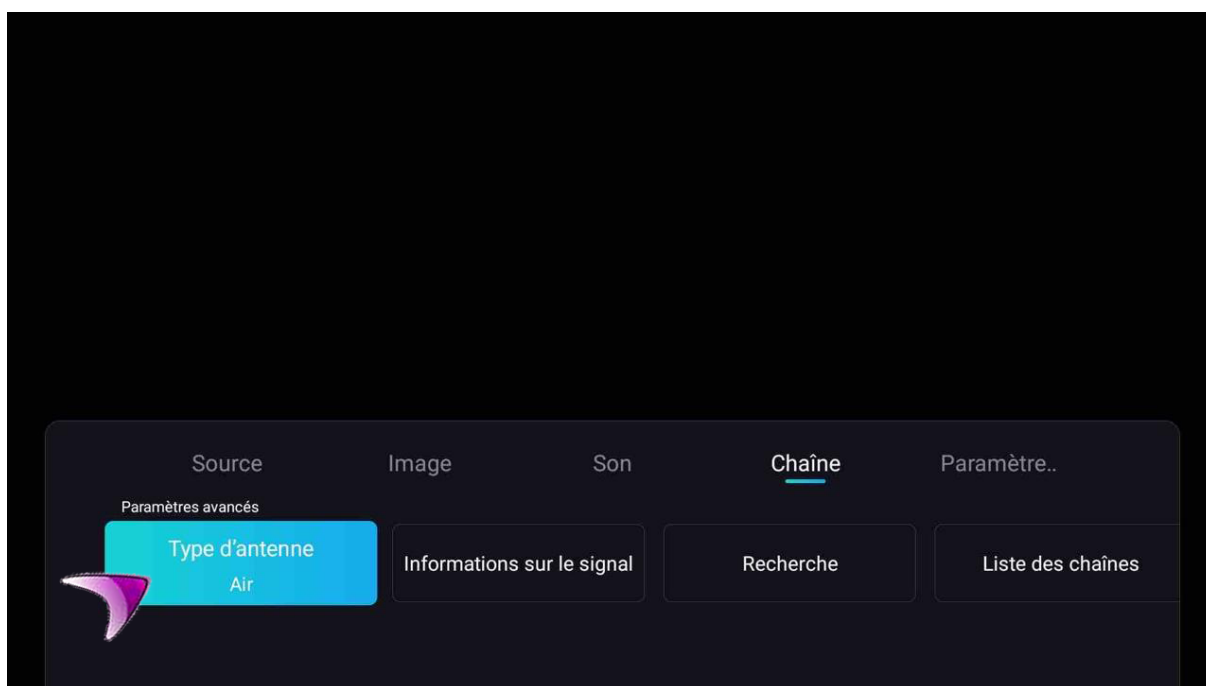 Source Image Son Chaîne Paramètre..
Paramètres avancés
Type d'antenne
Air
Informations sur le signal
Recherche
Liste des chaînes